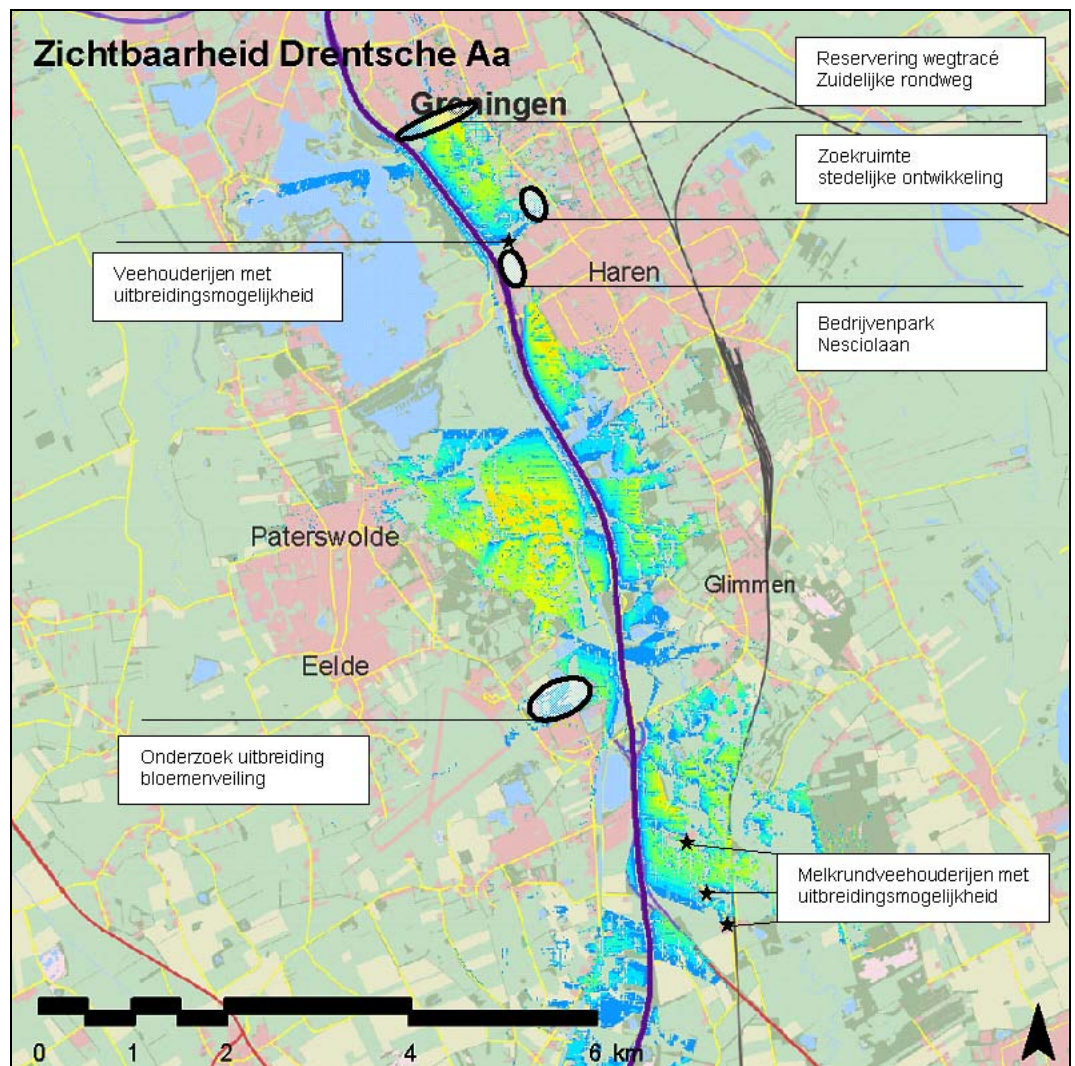 Zichtbaarheid Drentsche Aa
Reservering wegtracé
Zuidelijke rondweg
Groningen
Zoekruimte
stedelijke ontwikkeling
Veehouderijen met
uitbreidingsmogelijkheid
Haren
Bedrijvenpark
Nesciolaan
Paterswolde
Glimmen
Eelde
Onderzoek uitbreiding
bloemenveiling
Melkrundveehouderijen met
uitbreidingsmogelijkheid
0 1 2 4 6 km